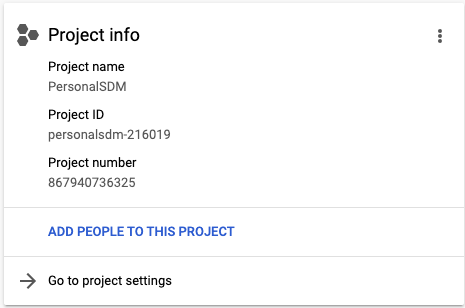 Project info
Project name
PersonalSDM
Project ID
personalsdm-216019
Project number
867940736325
ADD PEOPLE TO THIS PROJECT
Go to project settings